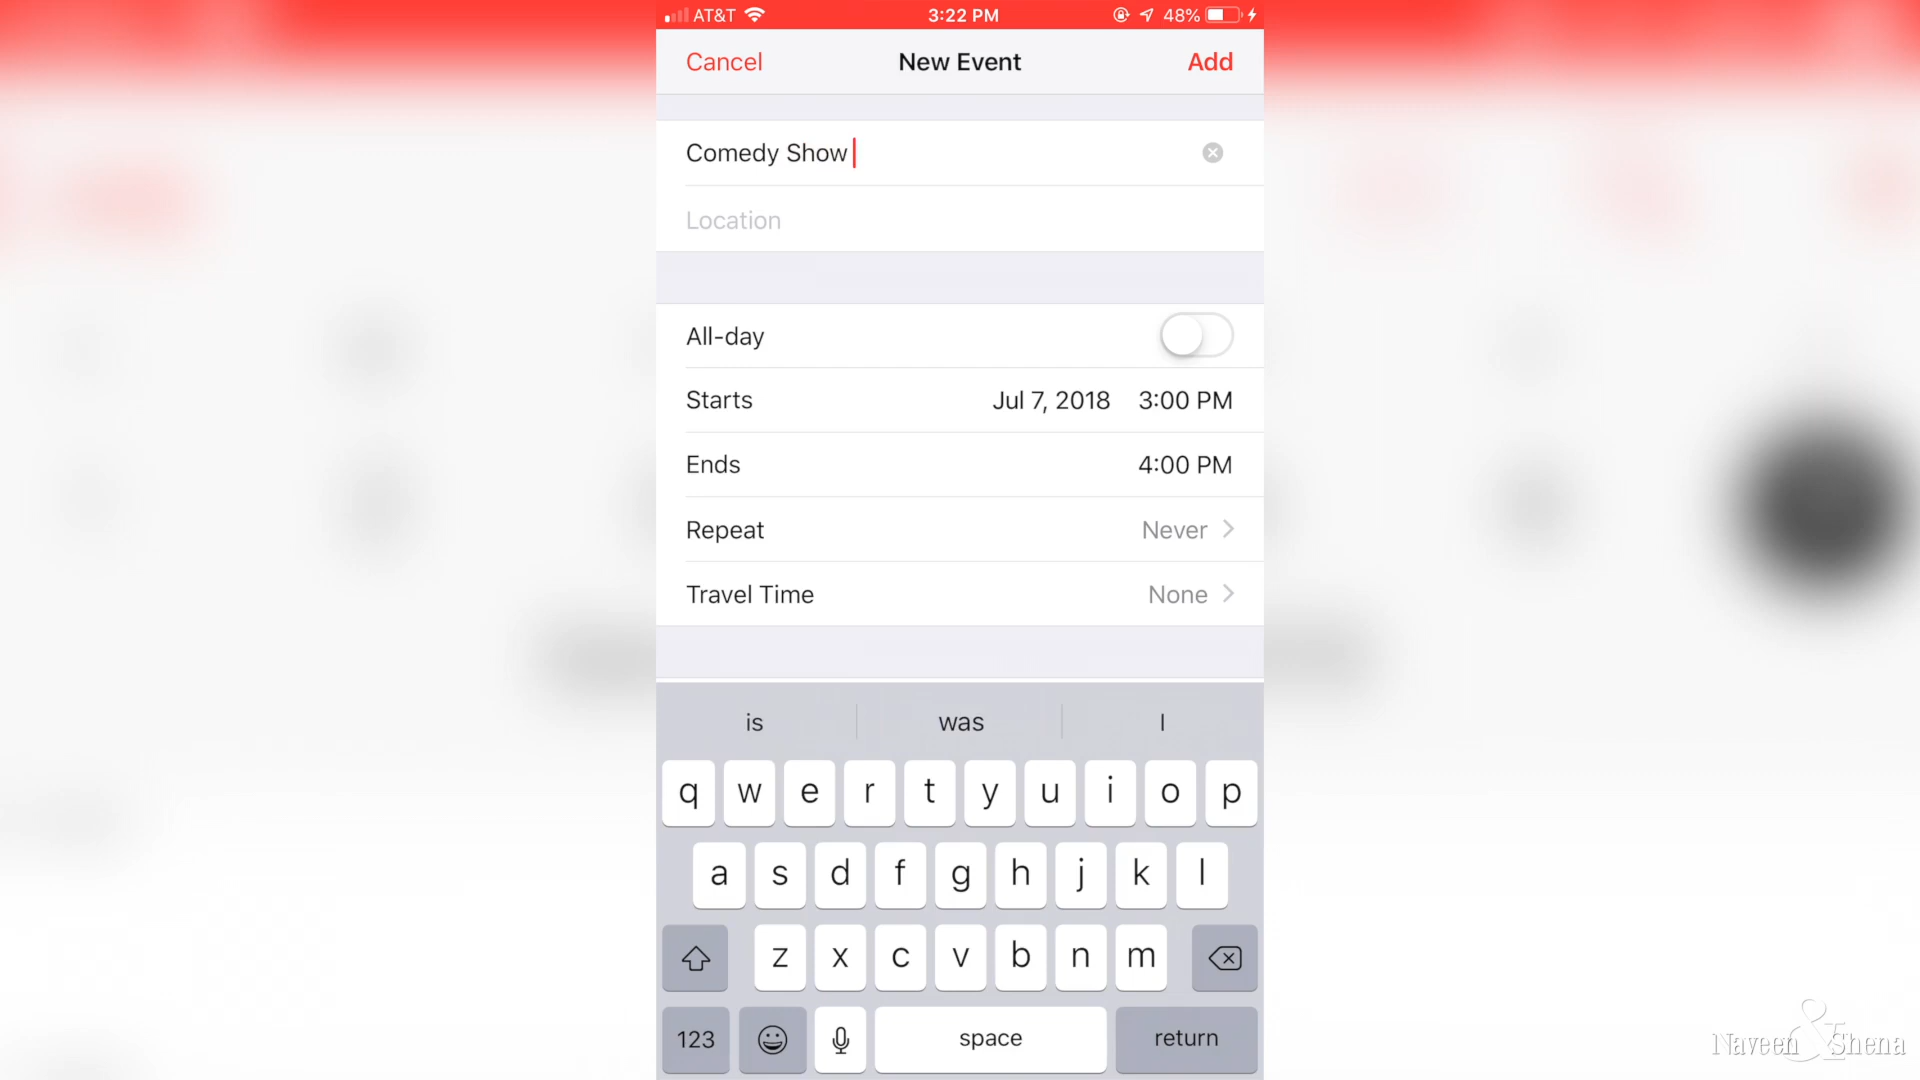 AT&T 3:22 PM 48%
Cancel New Event Add
Comedy Show
Location
All-day
Starts Jul 7, 2018 3:00 PM
Ends 4:00 PM
Repeat Never
Travel Time None
is was I
q w e r t y u i o p
a s d f g h j k l
z x c v b n m
123 space return
Naveen & Shena